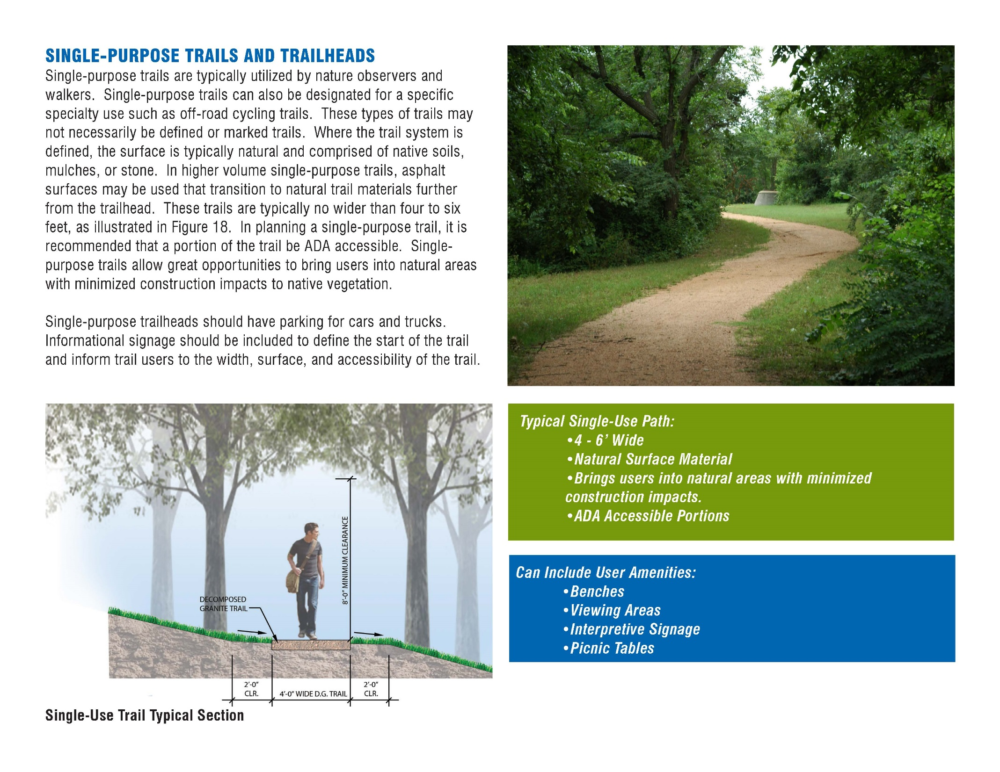 SINGLE-PURPOSE TRAILS AND TRAILHEADS
Single-purpose trails are typically utilized by nature observers and
walkers.  Single-purpose trails can also be designated for a specific
specialty use such as off-road cycling trails.  These types of trails may
not necessarily be defined or marked trails.  Where the trail system is
defined, the surface is typically natural and comprised of native soils,
mulches, or stone.  In higher volume single-purpose trails, asphalt
surfaces may be used that transition to natural trail materials further
from the trailhead.  These trails are typically no wider than four to six
feet, as illustrated in Figure 18.  In planning a single-purpose trail, it is
recommended that a portion of the trail be ADA accessible.  Single-
purpose trails allow great opportunities to bring users into natural areas
with minimized construction impacts to native vegetation.
Single-purpose trailheads should have parking for cars and trucks.
Informational signage should be included to define the start of the trail
and inform trail users to the width, surface, and accessibility of the trail.
8'-0" MINIMUM CLEARANCE
DECOMPOSED
GRANITE TRAIL
2'-0"
CLR.
4'-0" WIDE D.G. TRAIL
2'-0"
CLR.
Single-Use Trail Typical Section
Typical Single-Use Path:
•4 - 6' Wide
•Natural Surface Material
•Brings users into natural areas with minimized
construction impacts.
•ADA Accessible Portions
Can Include User Amenities:
•Benches
•Viewing Areas
•Interpretive Signage
•Picnic Tables